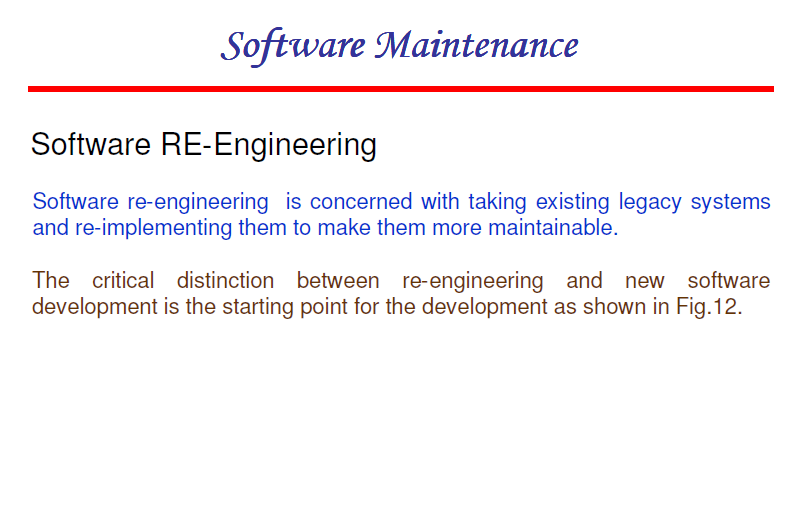 Software Maintenance
Software RE-Engineering
Software re-engineering is concerned with taking existing legacy systems
and re-implementing them to make them more maintainable.
The critical distinction between re-engineering and new software
development is the starting point for the development as shown in Fig.12.